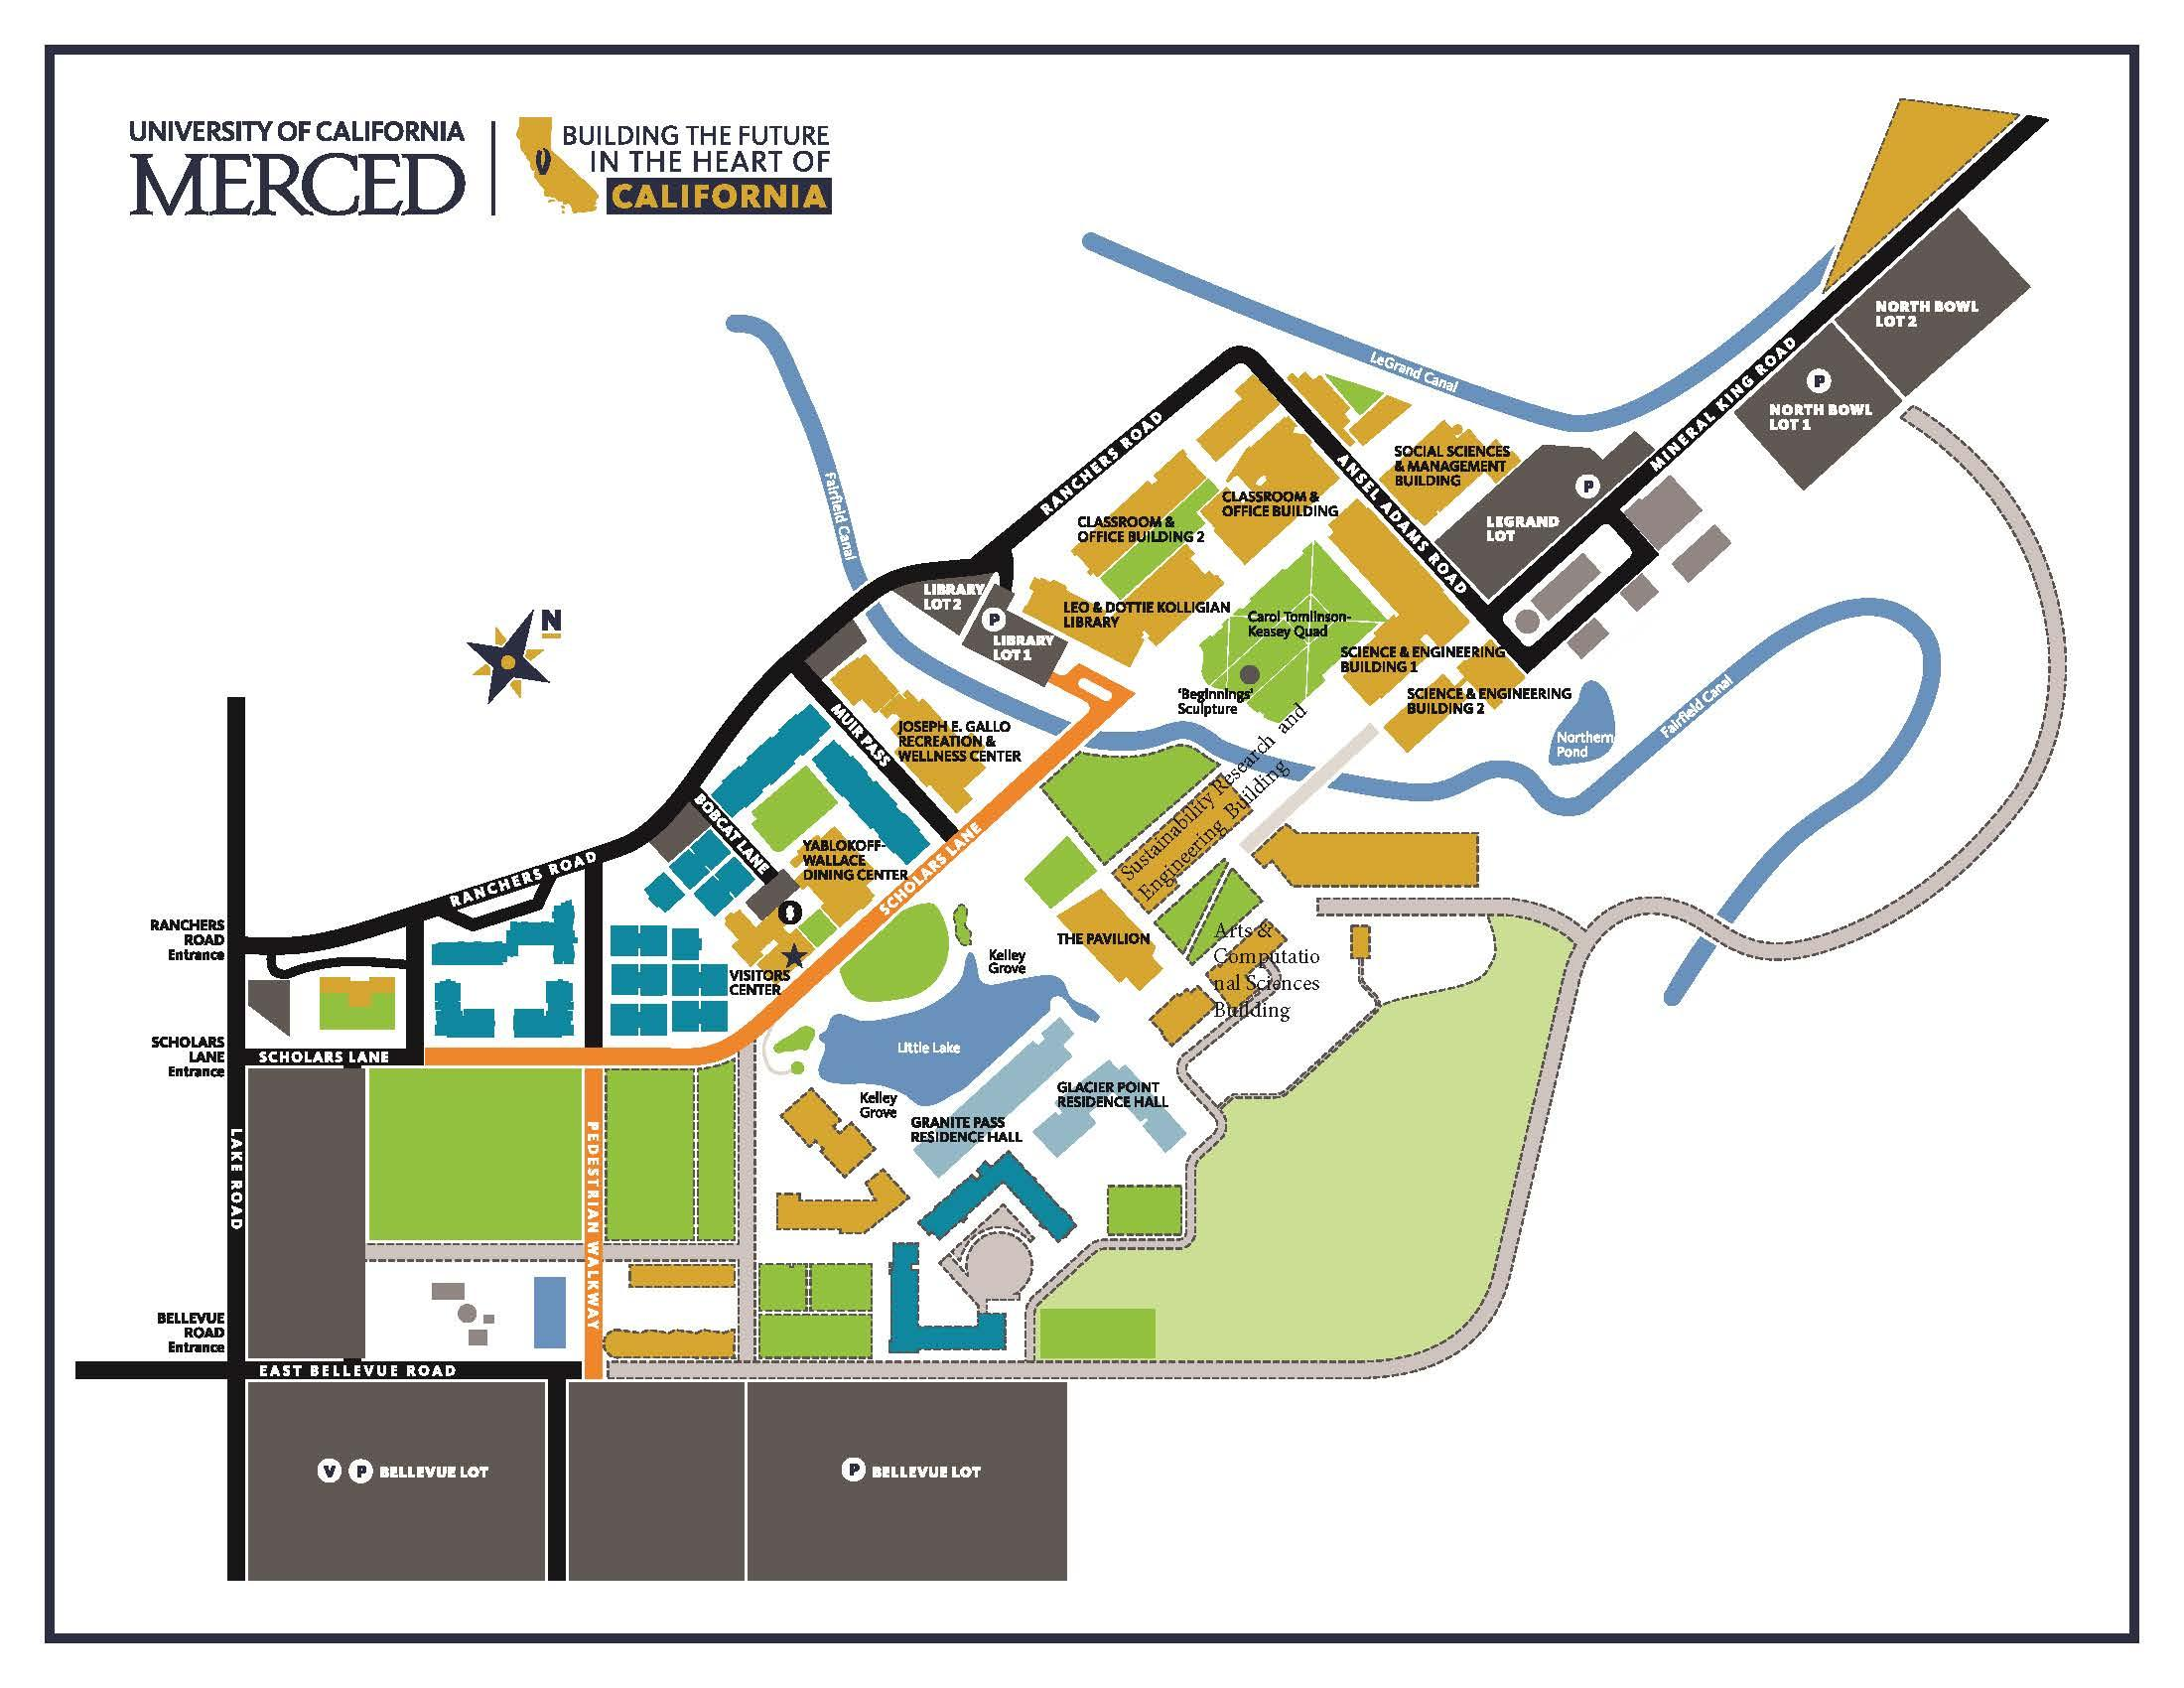 UNIVERSITY OF CALIFORNIA
MERCED
BUILDING THE FUTURE
IN THE HEART OF
CALIFORNIA
NORTH BOWL
LOT 2
P
NORTH BOWL
LOT 1
MINERAL KING ROAD
LeGrand Canal
Fairfield Canal
RANCHERS ROAD
ANSEL ADAMS ROAD
SOCIAL SCIENCES
& MANAGEMENT
BUILDING
P
LEGRAND
LOT
CLASSROOM &
OFFICE BUILDING
CLASSROOM &
OFFICE BUILDING 2
LIBRARY
LOT 2
P
LIBRARY
LOT 1
LEO & DOTTIE KOLLIGIAN
LIBRARY
Carol Tomlinson-
Keasey Quad
N
SCIENCE & ENGINEERING
BUILDING 1
'Beginnings'
Sculpture
SCIENCE & ENGINEERING
BUILDING 2
Northern
Pond
Fairfield Canal
MUIR PASS
JOSEPH E. GALLO
RECREATION &
WELLNESS CENTER
Sustainability Research and
Engineering Building
BOBCAT LANE
YABLOKOFF-
WALLACE
DINING CENTER
SCHOLARS LANE
RANCHERS ROAD
RANCHERS
ROAD
Entrance
THE PAVILION
Arts &
Computatio
nal Sciences
Building
Kelley
Grove
VISITORS
CENTER
SCHOLARS
LANE
Entrance
SCHOLARS LANE
Little Lake
Kelley
Grove
GLACIER POINT
RESIDENCE HALL
GRANITE PASS
RESIDENCE HALL
LAKE ROAD
PEDESTRIAN WALKWAY
BELLEVUE
ROAD
Entrance
EAST BELLEVUE ROAD
V P BELLEVUE LOT
P BELLEVUE LOT